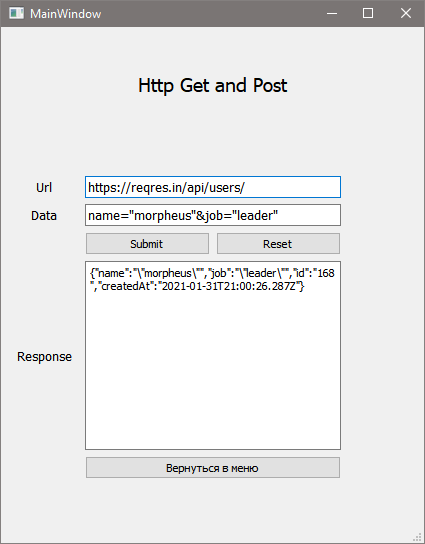 MainWindow
Http Get and Post
Url
https://reqres.in/api/users/
Data
name="morpheus"&job="leader"
Submit
Reset
{"name":"\"morpheus\"","job":"\"leader\"","id":"168
","createdAt":"2021-01-31T21:00:26.287Z"}
Response
Вернуться в меню